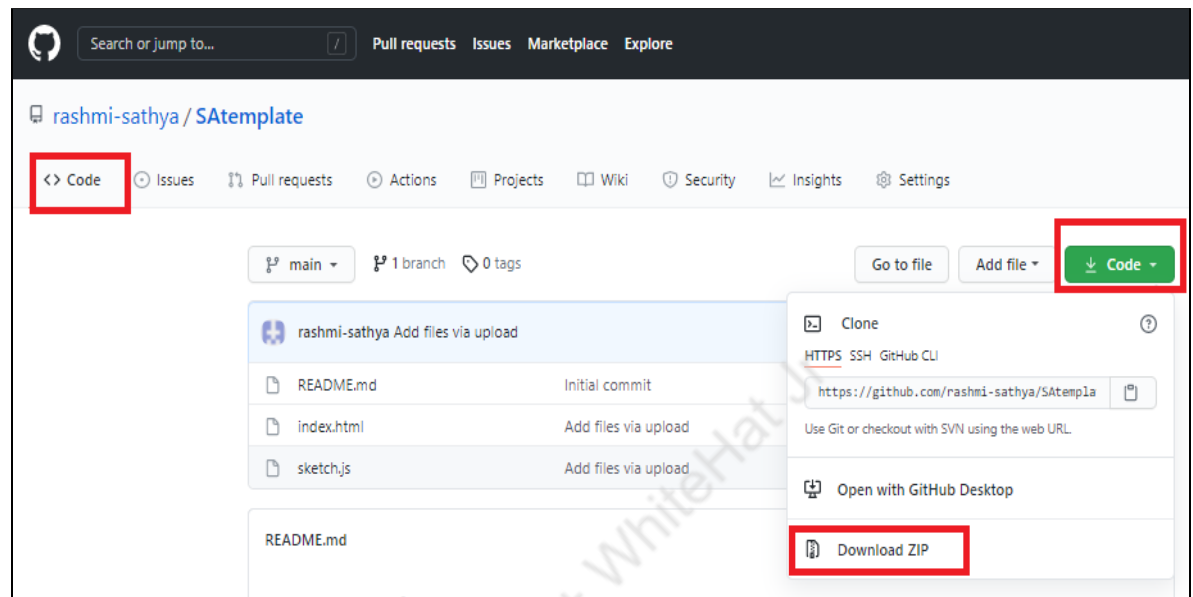 Search or jump to... / Pull requests Issues Marketplace Explore
rashmi-sathya / SAtemplate
<> Code Issues Pull requests Actions Projects Wiki Security Insights Settings
main 1 branch 0 tags Go to file Add file Code
rashmi-sathya Add files via upload
README.md Initial commit
index.html Add files via upload
sketch.js Add files via upload
README.md
Clone ?
HTTPS SSH GitHub CLI
https://github.com/rashmi-sathya/SAtempla
Use Git or checkout with SVN using the web URL.
Open with GitHub Desktop
Download ZIP
WhiteHat Jr